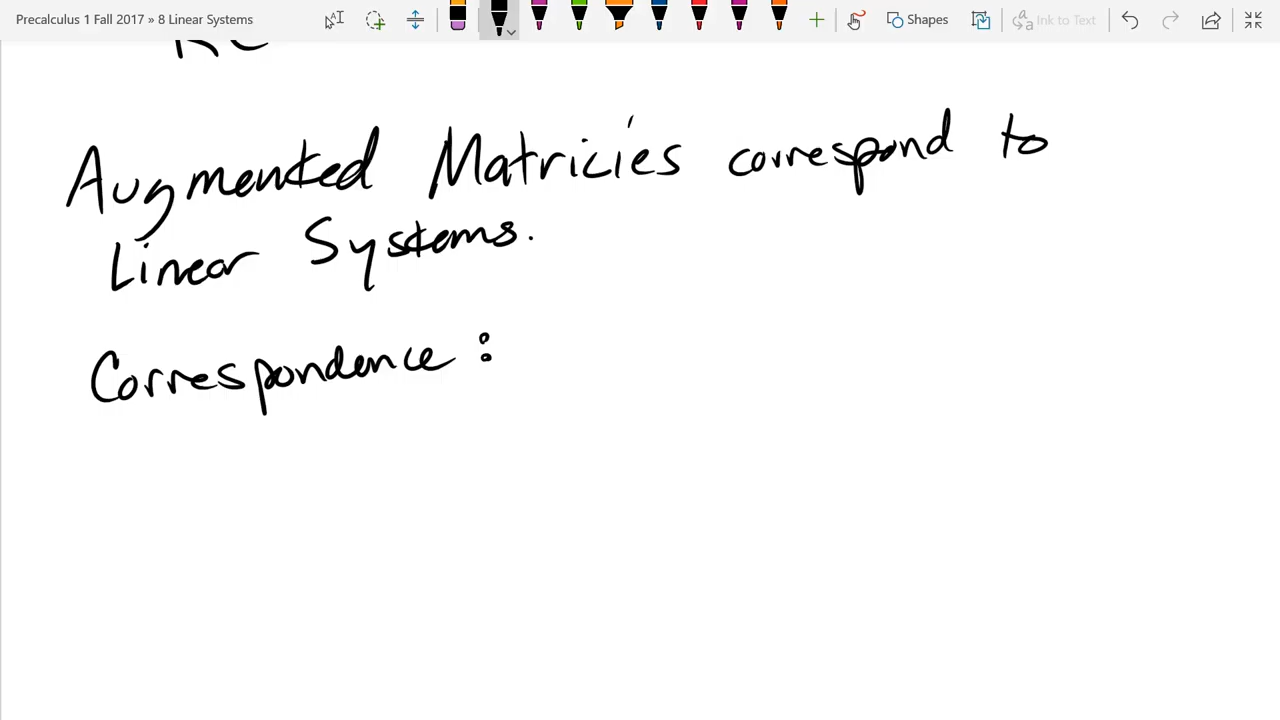 Precalculus 1 Fall 2017 » 8 Linear Systems
Shapes
Ink to Text
Augmented Matricies correspond to
Linear Systems.
Correspondence: